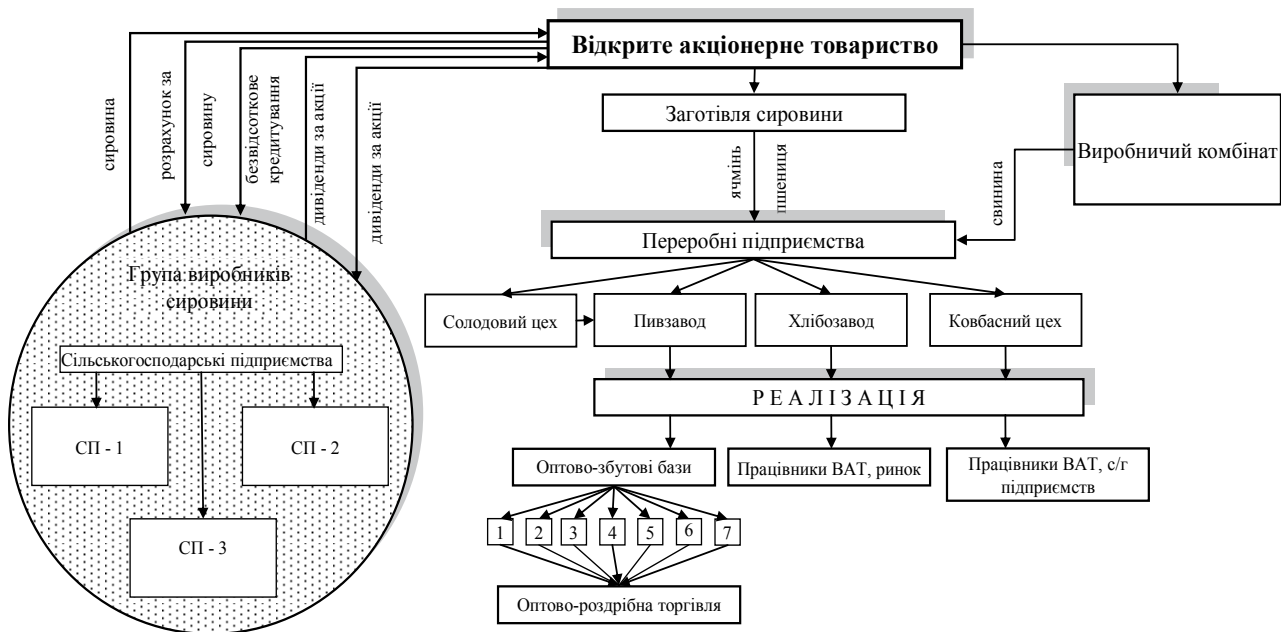 Відкрите акціонерне товариство
сировина
розрахунок за
сировину
безвідсоткове
кредитування
дивіденди за акції
дивіденди за акції
Заготівля сировини
Виробничий комбінат
ячмінь
пшениця
свинина
Переробні підприємства
Група виробників
сировини
Солодовий цех
Пивзавод
Хлібозавод
Ковбасний цех
Сільськогосподарські підприємства
РЕАЛІЗАЦІЯ
СП - 1
СП - 2
СП - 3
Оптово-збутові бази
Працівники ВАТ, ринок
Працівники ВАТ, с/г
підприємств
1
2
3
4
5
6
7
Оптово-роздрібна торгівля